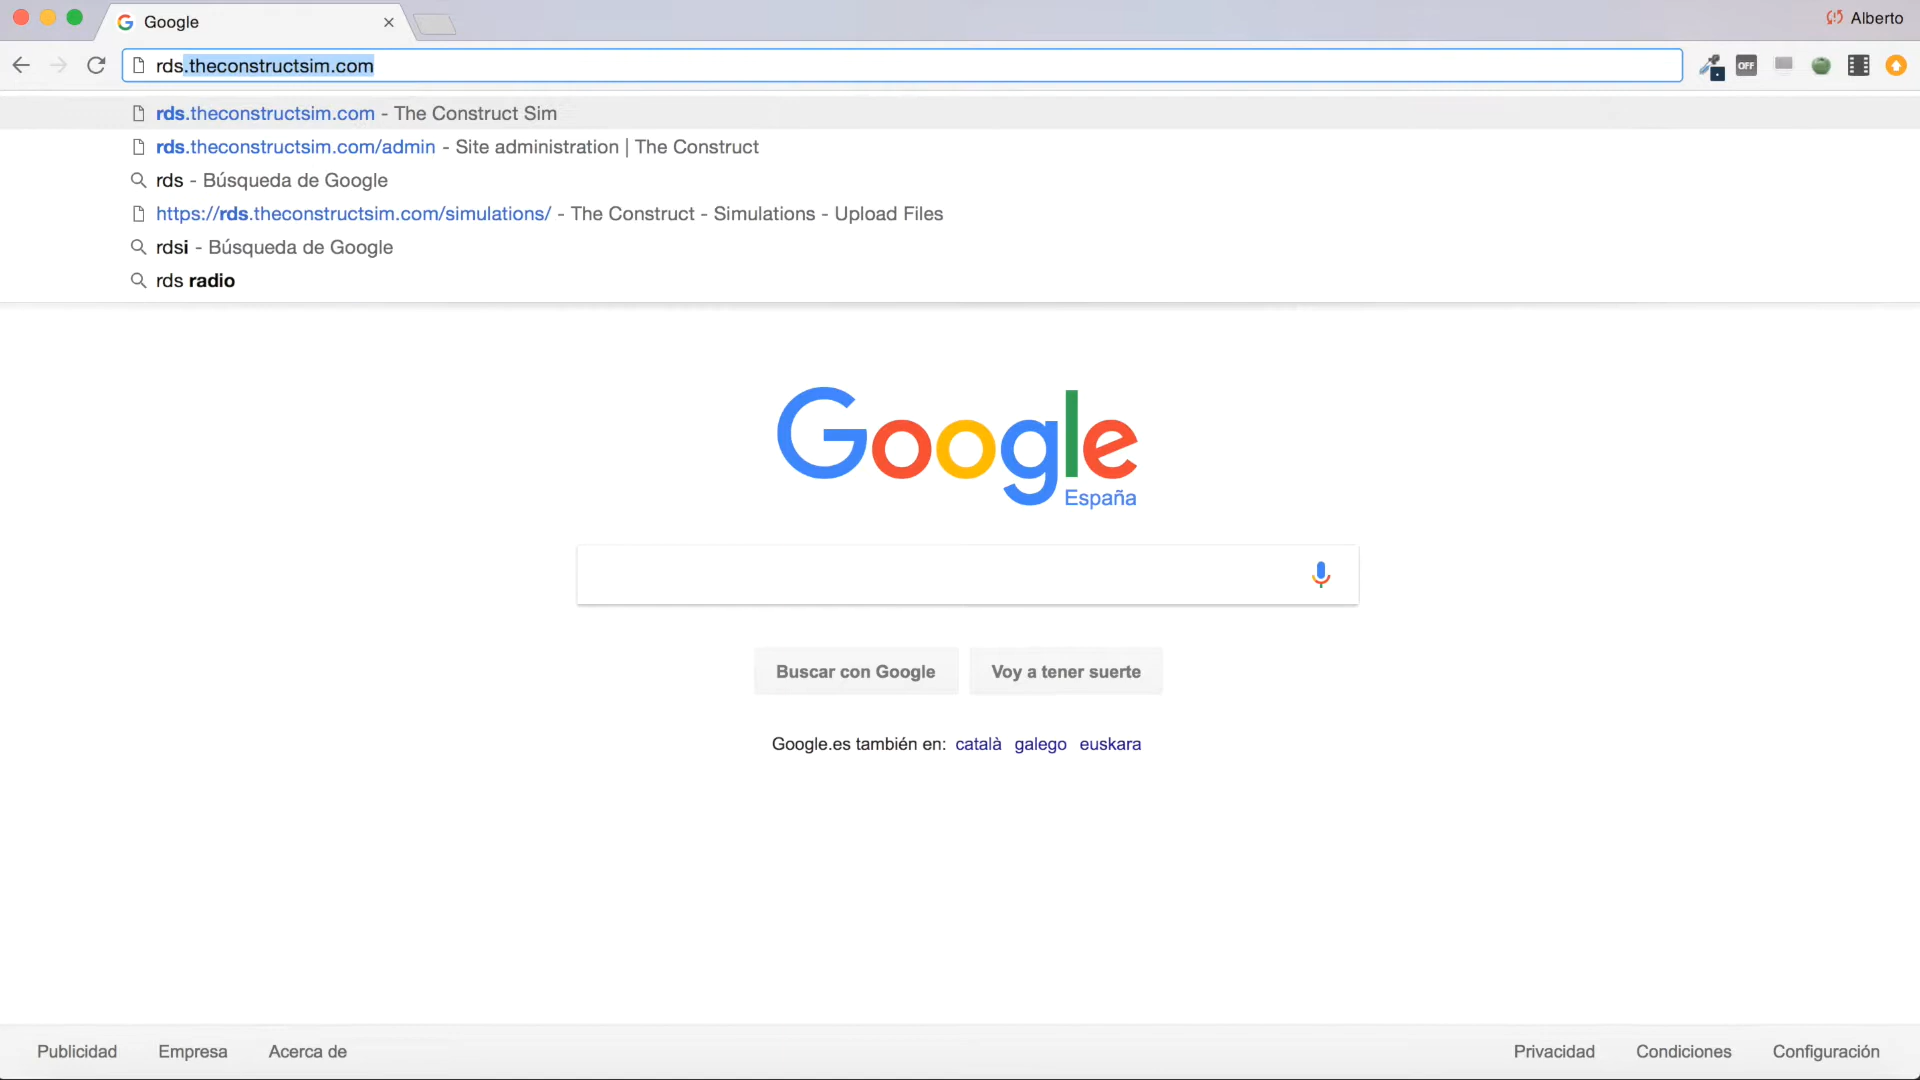 Google
Alberto
rds.theconstructsim.com
OFF
rds.theconstructsim.com - The Construct Sim
rds.theconstructsim.com/admin - Site administration | The Construct
rds - Búsqueda de Google
https://rds.theconstructsim.com/simulations/ - The Construct - Simulations - Upload Files
rdsi - Búsqueda de Google
rds radio
Google
España
Buscar con Google Voy a tener suerte
Google.es también en: català galego euskara
Publicidad Empresa Acerca de Privacidad Condiciones Configuración